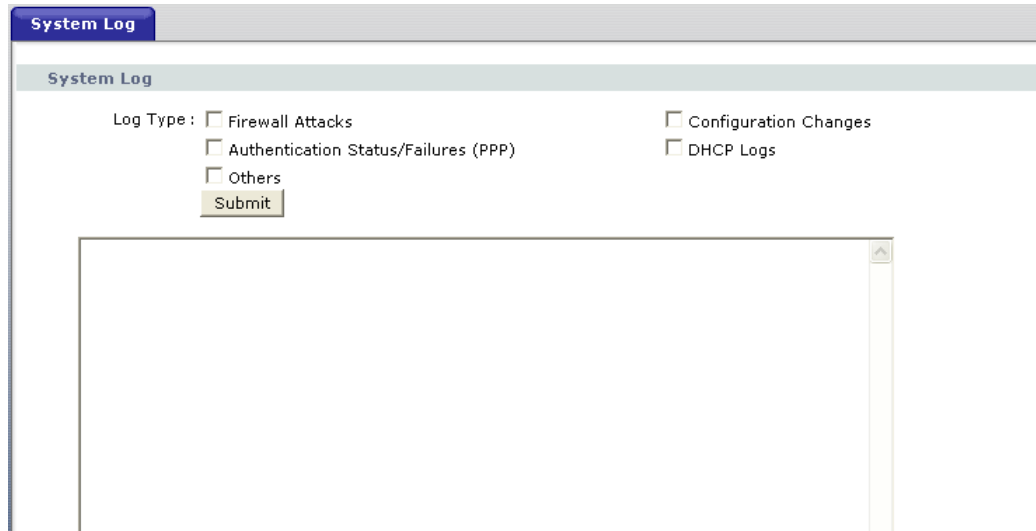 System Log
System Log
Log Type : Firewall Attacks Configuration Changes
Authentication Status/Failures (PPP) DHCP Logs
Others
Submit